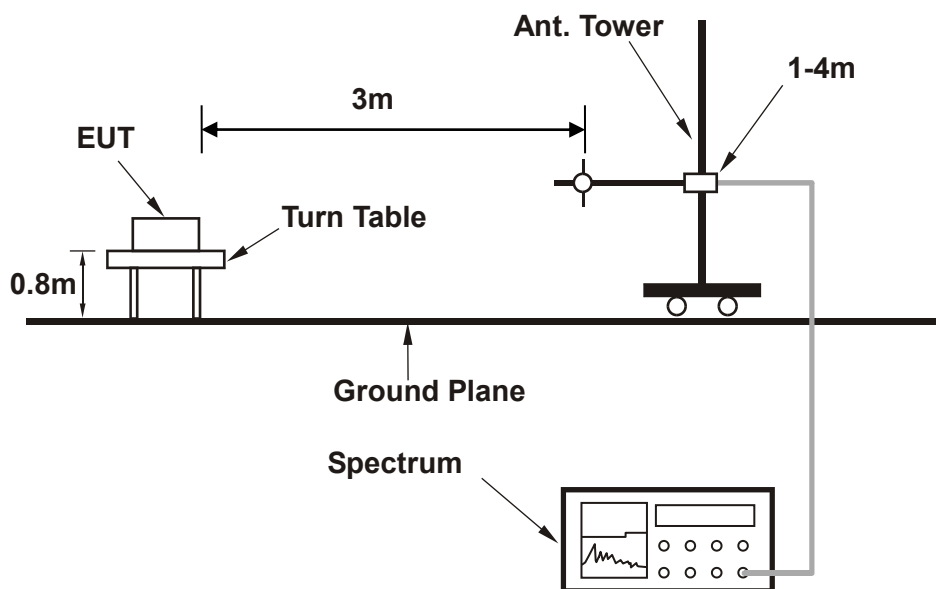 Ant. Tower
1-4m
3m
EUT
Turn Table
0.8m
Ground Plane
Spectrum